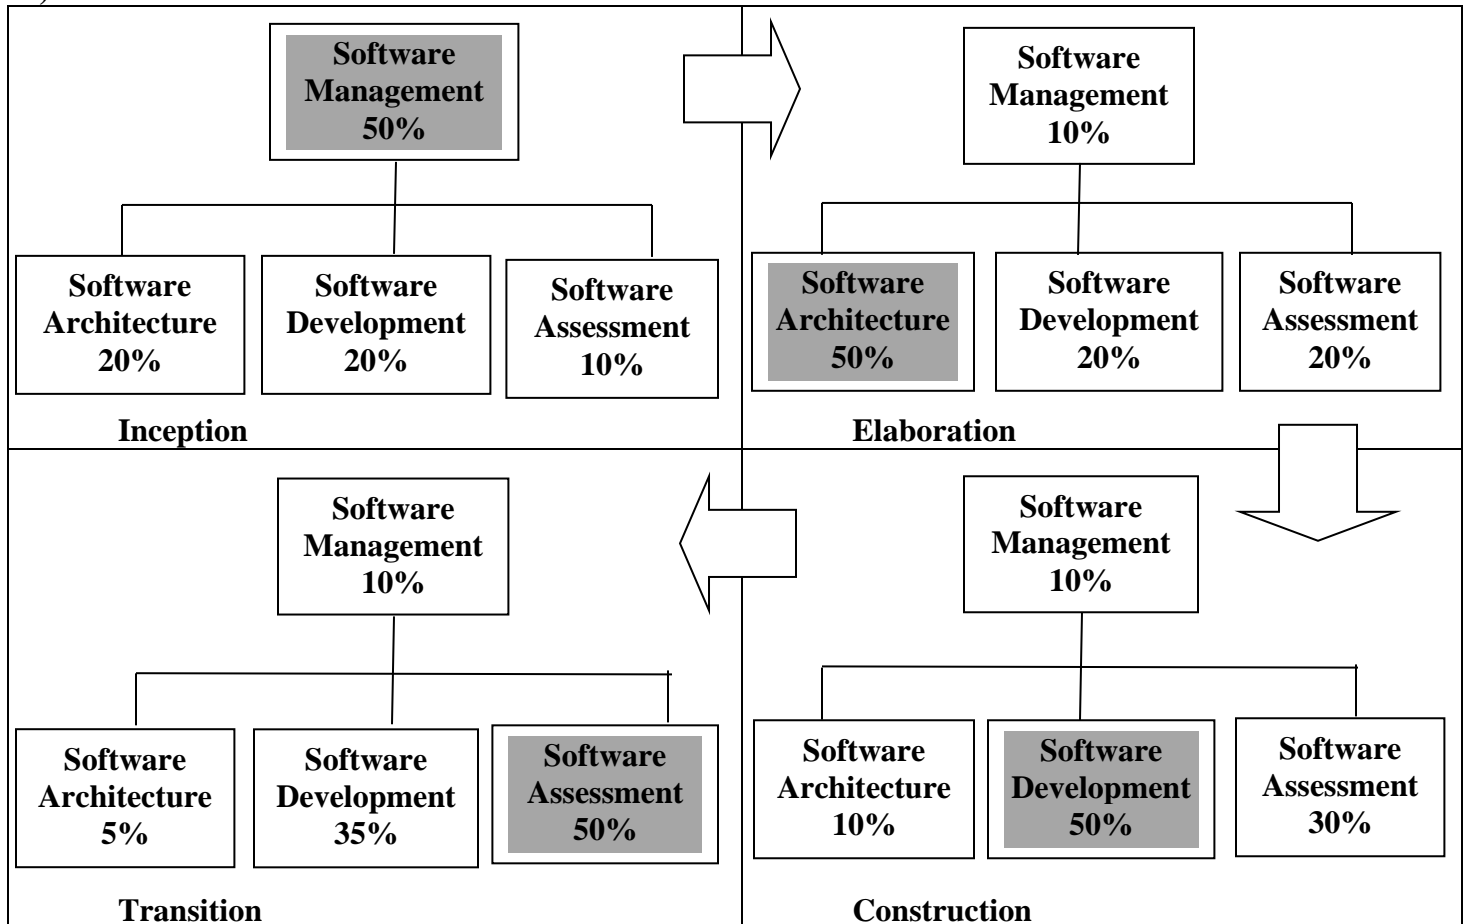 )
Software
Management
50%
Software
Architecture
20%
Software
Development
20%
Software
Assessment
10%
Inception
Software
Management
10%
Software
Architecture
50%
Software
Development
20%
Software
Assessment
20%
Elaboration
Software
Management
10%
Software
Architecture
5%
Software
Development
35%
Software
Assessment
50%
Transition
Software
Management
10%
Software
Architecture
10%
Software
Development
50%
Software
Assessment
30%
Construction